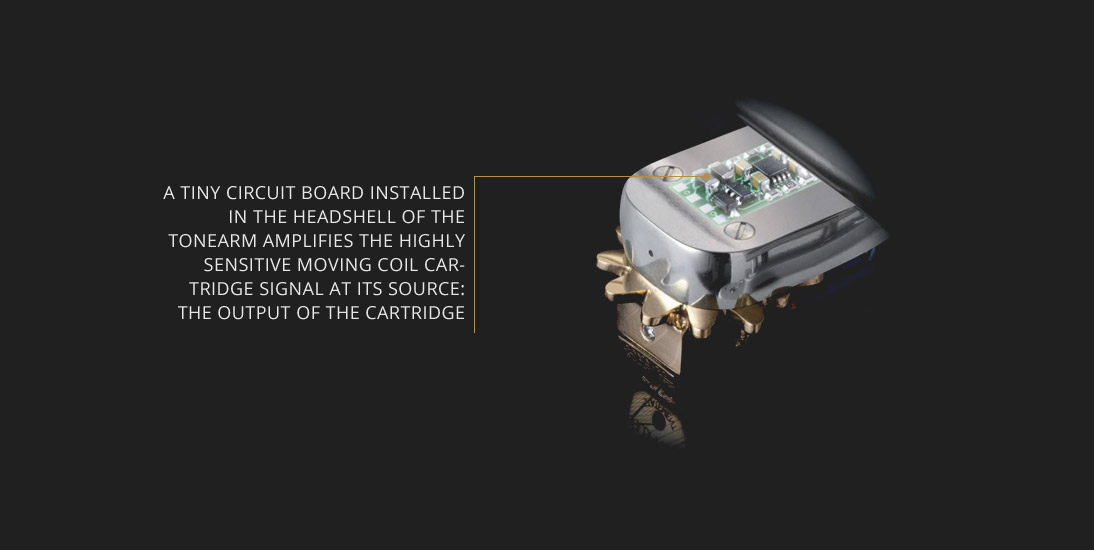 A TINY CIRCUIT BOARD INSTALLED
IN THE HEADSHELL OF THE
TONEARM AMPLIFIES THE HIGHLY
SENSITIVE MOVING COIL CAR-
TRIDGE SIGNAL AT ITS SOURCE:
THE OUTPUT OF THE CARTRIDGE